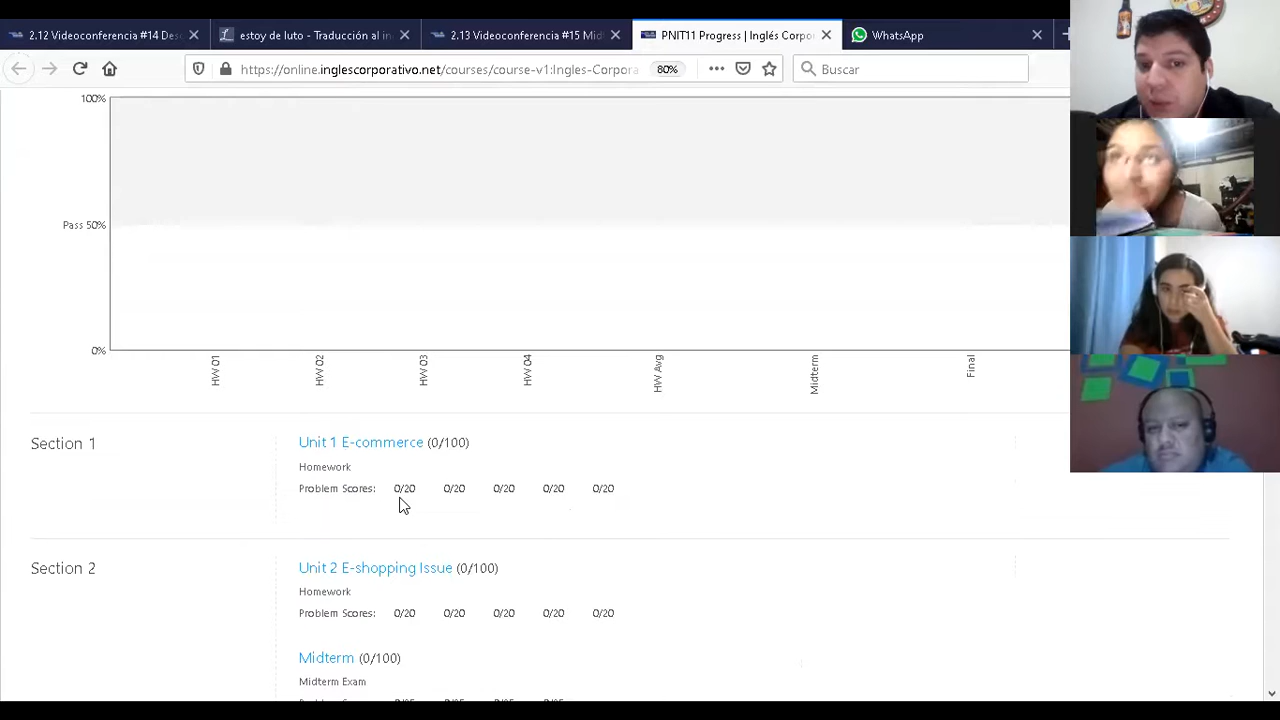 2.12 Videoconferencia #14 Des
estoy de luto - Traducción al in
2.13 Videoconferencia #15 Mid
PNIT11 Progress | Inglés Corpo
WhatsApp
https://online.inglescorporativo.net/courses/course-v1:Ingles-Corpora
80%
Buscar
100%
Pass 50%
0%
HW 01
HW 02
HW 03
HW 04
HW Avg
Midterm
Final
Section 1
Unit 1 E-commerce (0/100)
Homework
Problem Scores: 0/20 0/20 0/20 0/20 0/20
Section 2
Unit 2 E-shopping Issue (0/100)
Homework
Problem Scores: 0/20 0/20 0/20 0/20 0/20
Midterm (0/100)
Midterm Exam